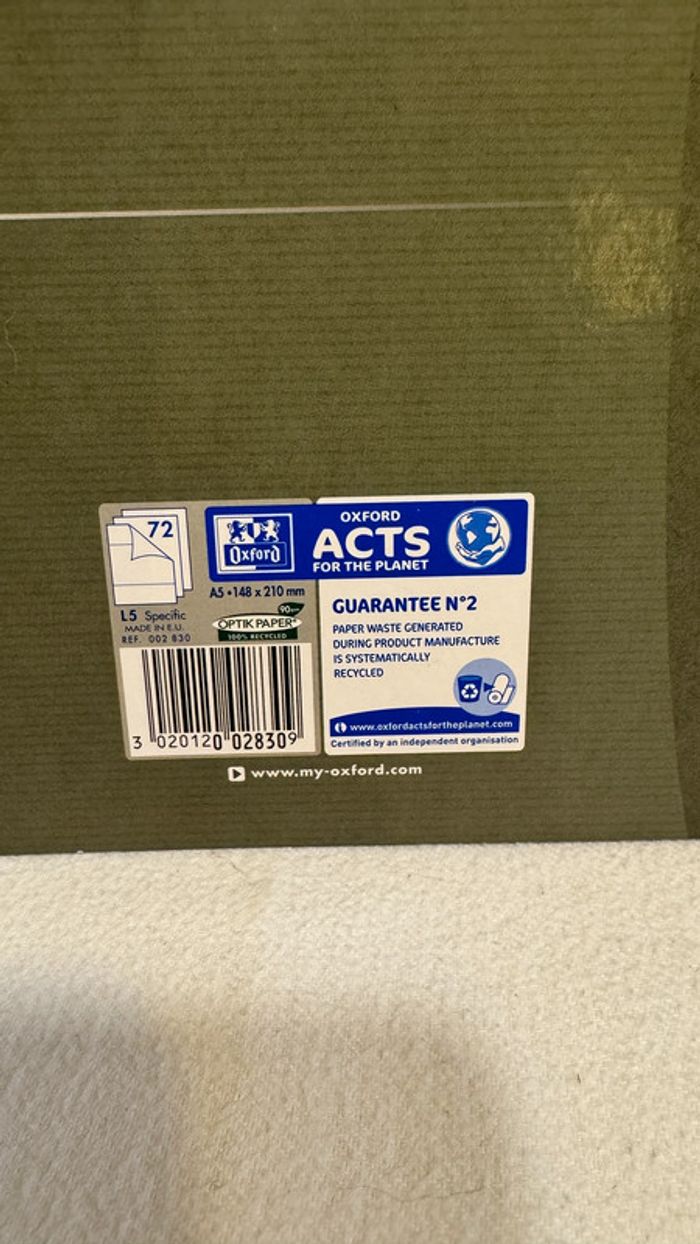 72
L5 Specific
MADE IN E.U.
REF. 002 830
Oxford
A5 • 148 x 210 mm
90 gsm
OPTIK PAPER®
100% RECYCLED
3 020120 028309
OXFORD
ACTS
FOR THE PLANET
GUARANTEE N°2
PAPER WASTE GENERATED
DURING PRODUCT MANUFACTURE
IS SYSTEMATICALLY
RECYCLED
www.oxfordactsfortheplanet.com
Certified by an independent organisation
www.my-oxford.com